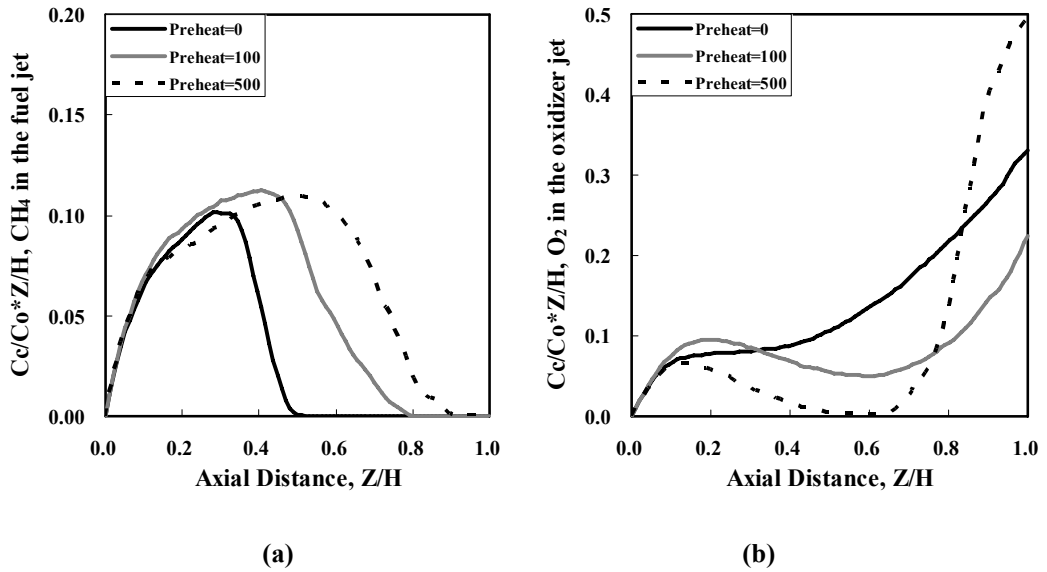 Cc/Co*Z/H, CH₄ in the fuel jet
0.20
0.15
0.10
0.05
0.00
Preheat=0
Preheat=100
Preheat=500
0.0 0.2 0.4 0.6 0.8 1.0
Axial Distance, Z/H
(a)
Cc/Co*Z/H, O₂ in the oxidizer jet
0.5
0.4
0.3
0.2
0.1
0.0
Preheat=0
Preheat=100
Preheat=500
0.0 0.2 0.4 0.6 0.8 1.0
Axial Distance, Z/H
(b)